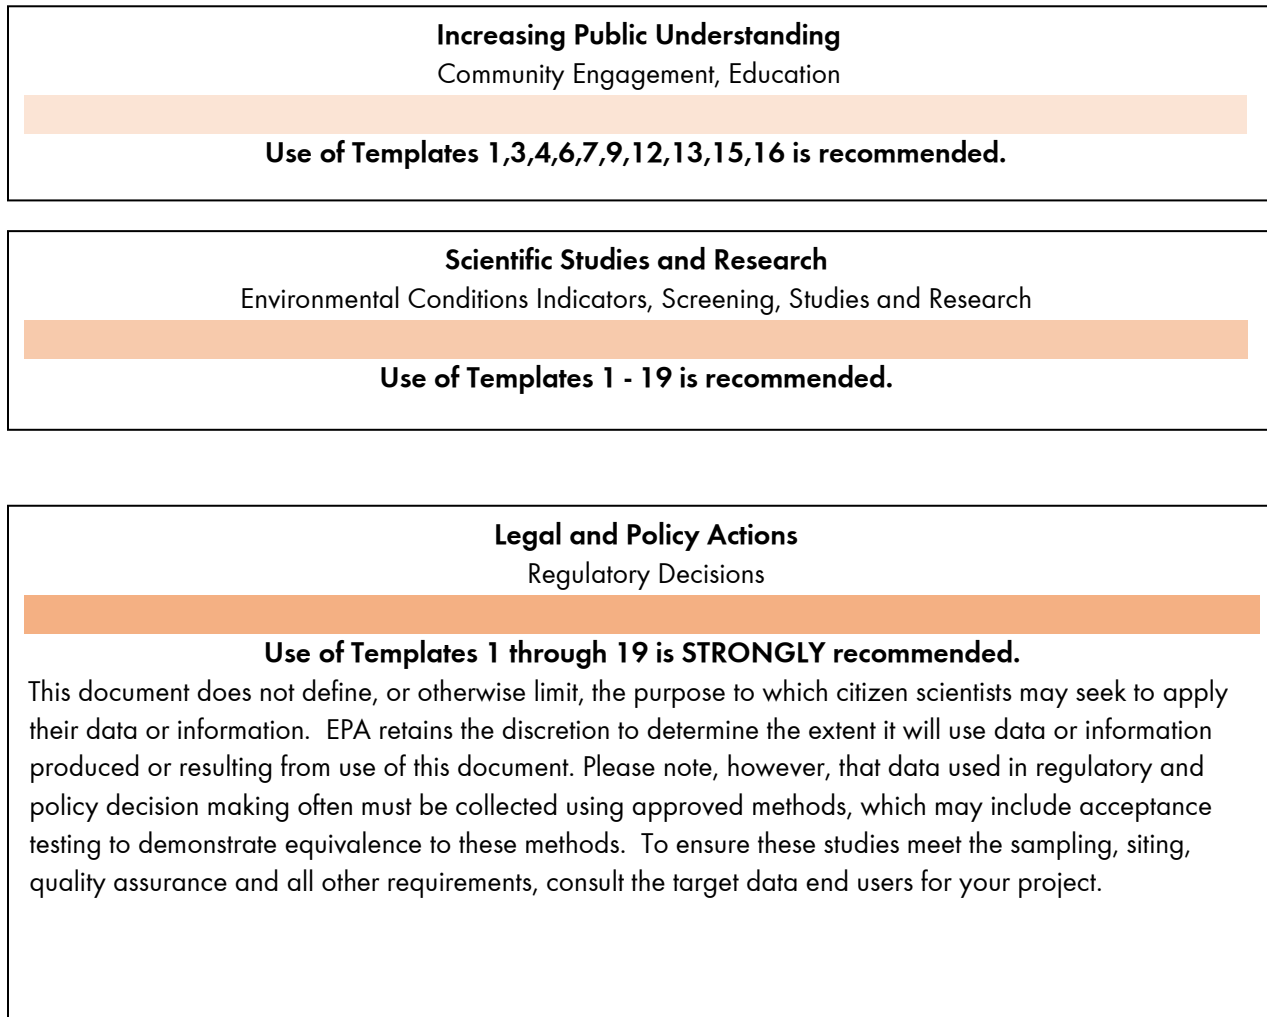 Increasing Public Understanding
Community Engagement, Education
Use of Templates 1,3,4,6,7,9,12,13,15,16 is recommended.
Scientific Studies and Research
Environmental Conditions Indicators, Screening, Studies and Research
Use of Templates 1 - 19 is recommended.
Legal and Policy Actions
Regulatory Decisions
Use of Templates 1 through 19 is STRONGLY recommended.
This document does not define, or otherwise limit, the purpose to which citizen scientists may seek to apply
their data or information.  EPA retains the discretion to determine the extent it will use data or information
produced or resulting from use of this document. Please note, however, that data used in regulatory and
policy decision making often must be collected using approved methods, which may include acceptance
testing to demonstrate equivalence to these methods.  To ensure these studies meet the sampling, siting,
quality assurance and all other requirements, consult the target data end users for your project.